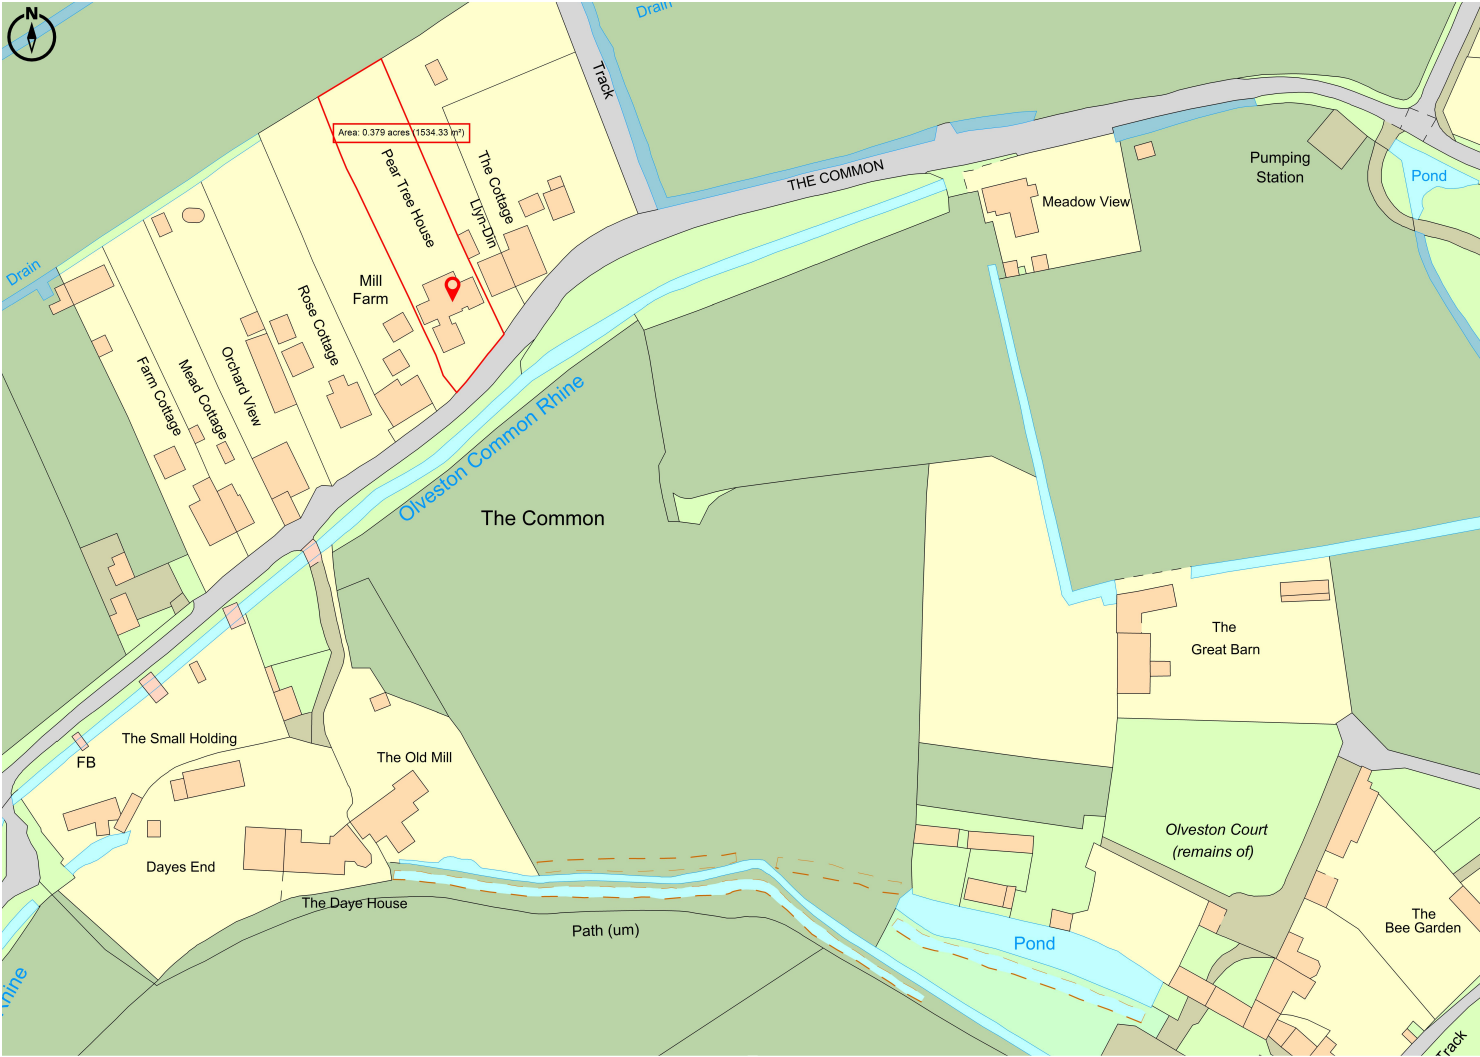 N
Drain
Track
Area: 0.379 acres (1534.33 m²)
Pear Tree House
The Cottage
Llyn-Din
THE COMMON
Meadow View
Pumping
Station
Pond
Drain
Mill
Farm
Rose Cottage
Orchard View
Mead Cottage
Farm Cottage
Olveston Common Rhine
The Common
The
Great Barn
The Small Holding
FB
The Old Mill
Dayes End
The Daye House
Path (um)
Olveston Court
(remains of)
The
Bee Garden
Pond
Rhine
Track